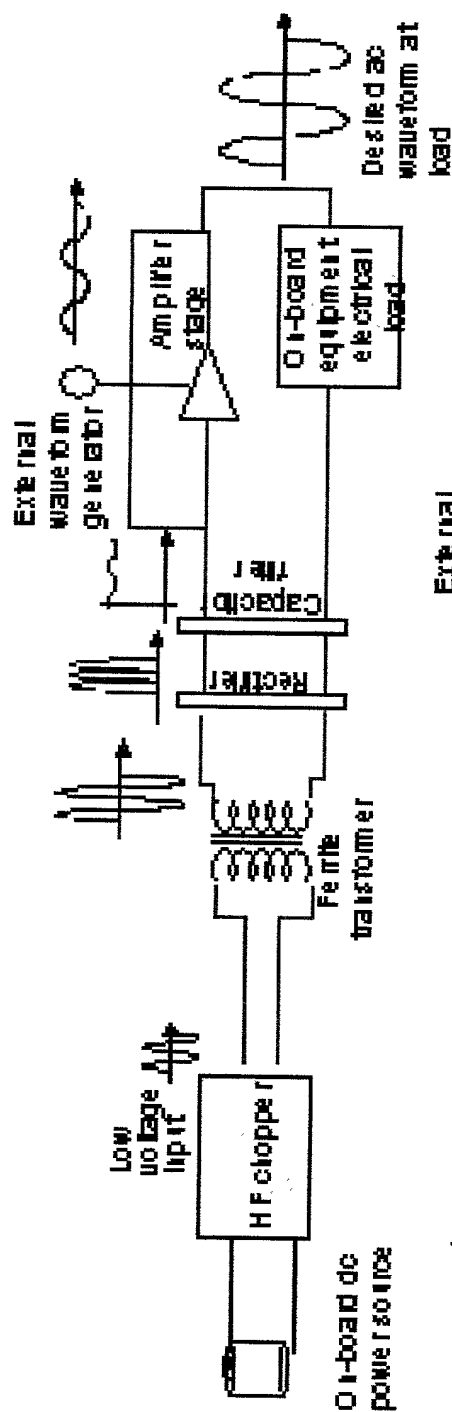 On-board dc
power source
Low
voltage
input
HF chopper
Ferrite
transformer
Rectifier
Capacitor
filter
External
waveform
generator
Amplifier
stage
On-board
equipment
electrical
load
Desired ac
waveform at
load
External